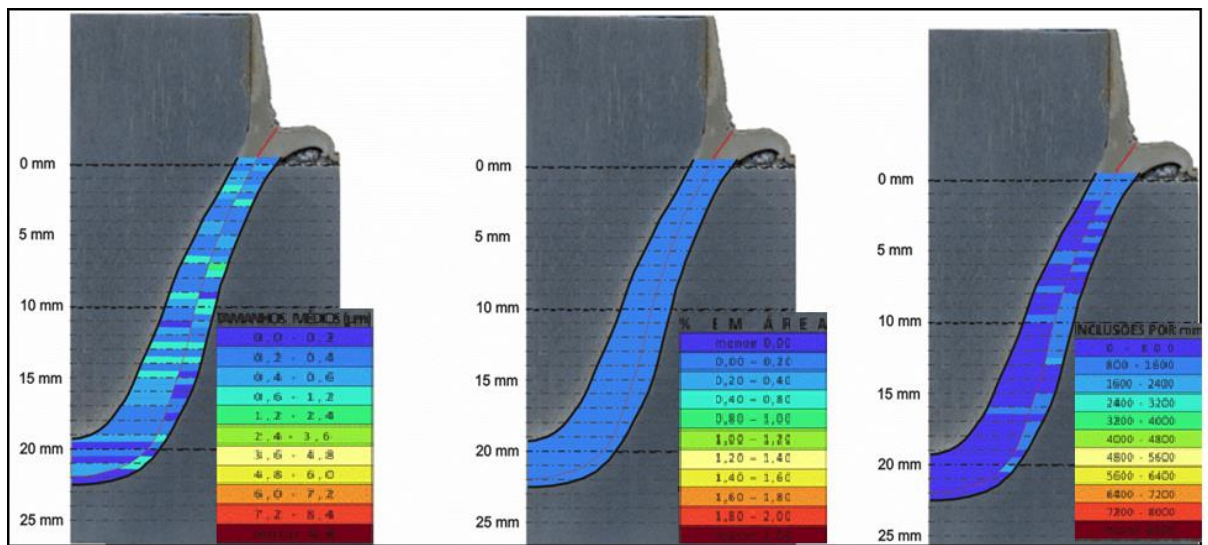 0 mm
5 mm
10 mm
15 mm
20 mm
25 mm
TAMANHOS MÉDIOS (µm)
0,0 - 0,2
0,2 - 0,4
0,4 - 0,6
0,6 - 1,2
1,2 - 2,4
2,4 - 3,6
3,6 - 4,8
4,8 - 6,0
6,0 - 7,2
7,2 - 8,4
0 mm
5 mm
10 mm
15 mm
20 mm
25 mm
% EM ÁREA
menos 0,00
0,00 - 0,20
0,20 - 0,40
0,40 - 0,80
0,80 - 1,00
1,00 - 1,20
1,20 - 1,40
1,40 - 1,60
1,60 - 1,80
1,80 - 2,00
0 mm
5 mm
10 mm
15 mm
20 mm
25 mm
INCLUSÕES POR mm
0 - 800
800 - 1600
1600 - 2400
2400 - 3200
3200 - 4000
4000 - 4800
4800 - 5600
5600 - 6400
6400 - 7200
7200 - 8000